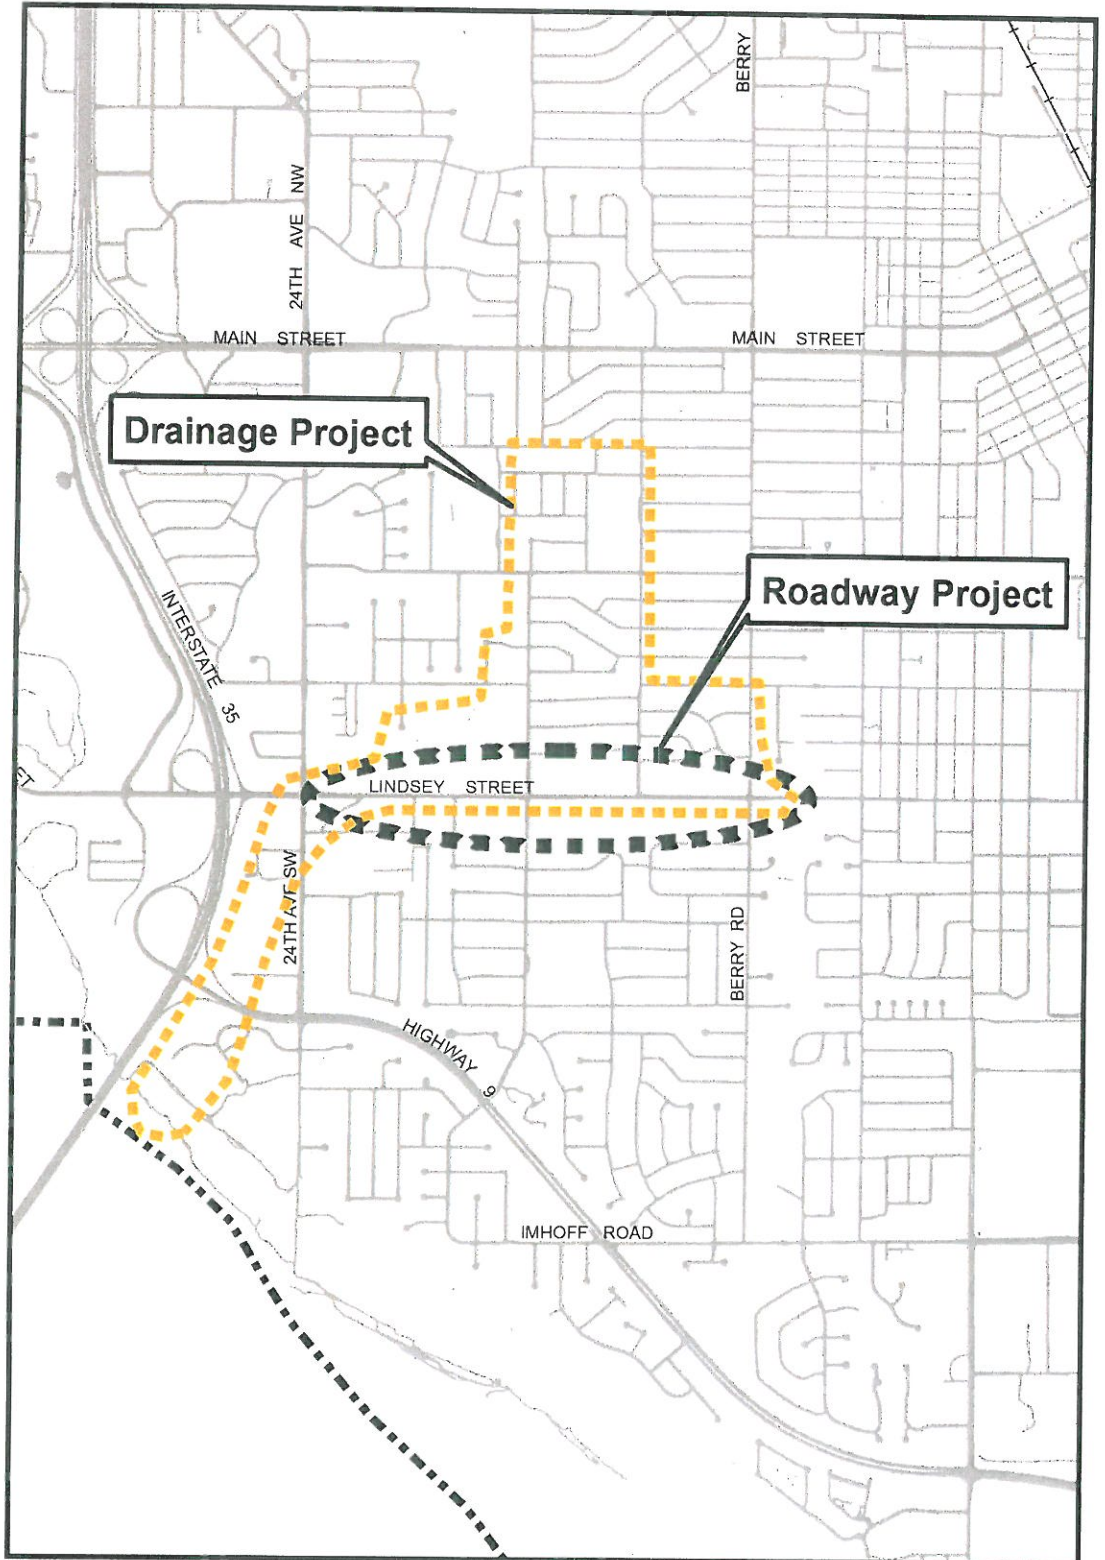 BERRY
24TH AVE NW
MAIN STREET
MAIN STREET
Drainage Project
Roadway Project
INTERSTATE 35
ET
LINDSEY STREET
24TH AVE SW
BERRY RD
HIGHWAY 9
IMHOFF ROAD